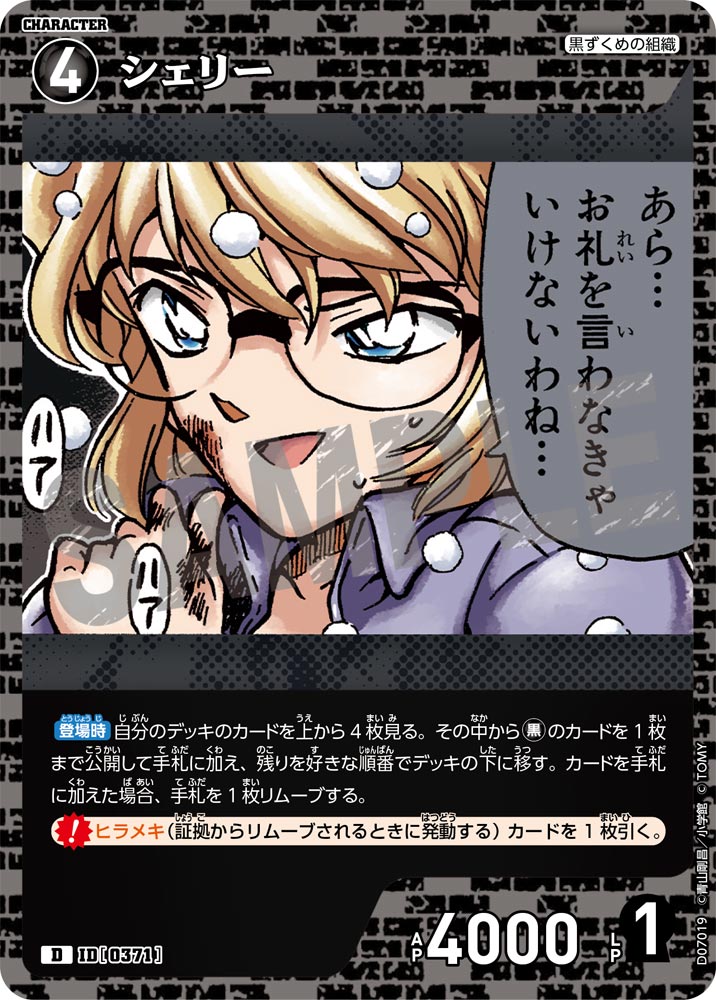 CHARACTER
4
シェリー
黒ずくめの組織
あら…
お礼を言わなきゃ
いけないわね…
ハア
ハア
SAMPLE
登場時 自分のデッキのカードを上から4枚見る。その中から黒のカードを1枚
まで公開して手札に加え、残りを好きな順番でデッキの下に移す。カードを手札
に加えた場合、手札を1枚リムーブする。
ヒラメキ(証拠からリムーブされるときに発動する) カードを1枚引く。
D ID[0371]
AP 4000 LP 1
D07019 ©青山剛昌/小学館 ©TOMY